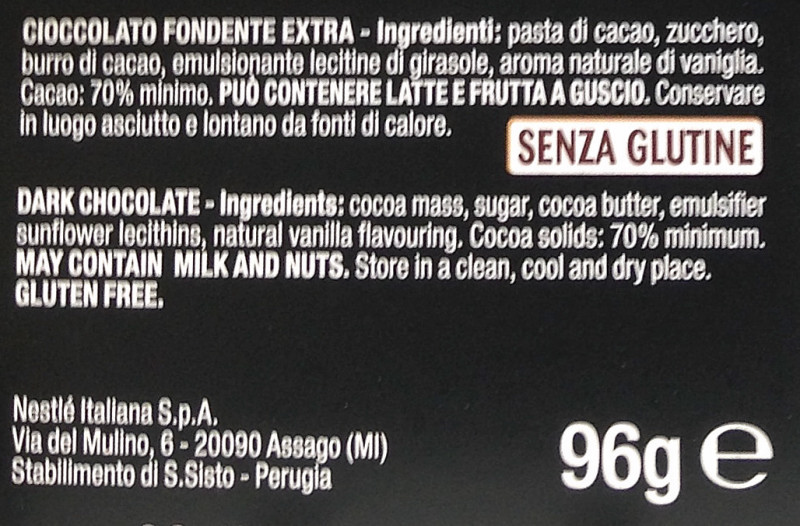 CIOCCOLATO FONDENTE EXTRA - Ingredienti: pasta di cacao, zucchero,
burro di cacao, emulsionante lecitine di girasole, aroma naturale di vaniglia.
Cacao: 70% minimo. PUÒ CONTENERE LATTE E FRUTTA A GUSCIO. Conservare
in luogo asciutto e lontano da fonti di calore.
SENZA GLUTINE
DARK CHOCOLATE - Ingredients: cocoa mass, sugar, cocoa butter, emulsifier
sunflower lecithins, natural vanilla flavouring. Cocoa solids: 70% minimum.
MAY CONTAIN MILK AND NUTS. Store in a clean, cool and dry place.
GLUTEN FREE.
Nestlé Italiana S.p.A.
Via del Mulino, 6 - 20090 Assago (MI)
Stabilimento di S.Sisto - Perugia
96g e